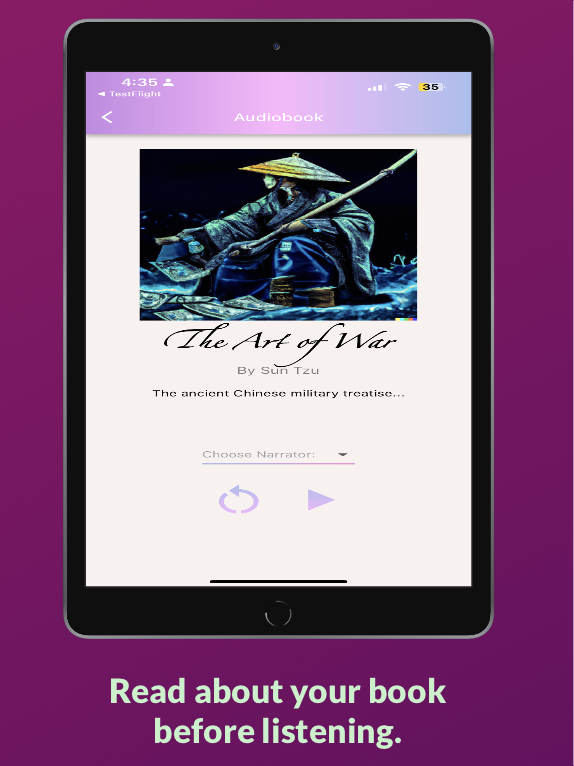 4:35
◄ TestFlight
35
Audiobook
The Art of War
By Sun Tzu
The ancient Chinese military treatise...
Choose Narrator:
Read about your book
before listening.